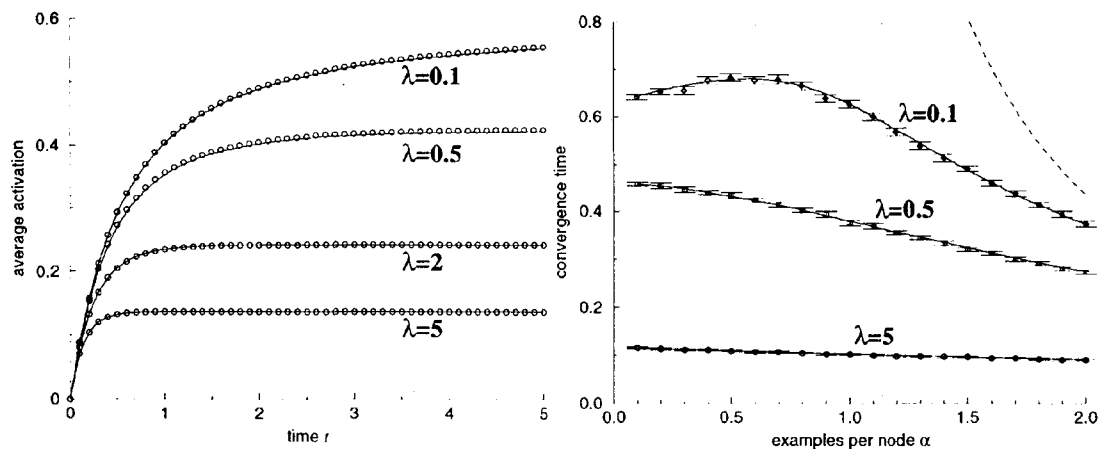 0.6
0.4
0.2
0
average activation
λ=0.1
λ=0.5
λ=2
λ=5
0 1 2 3 4 5
time t
0.8
0.6
0.4
0.2
0.0
convergence time
λ=0.1
λ=0.5
λ=5
0.0 0.5 1.0 1.5 2.0
examples per node α